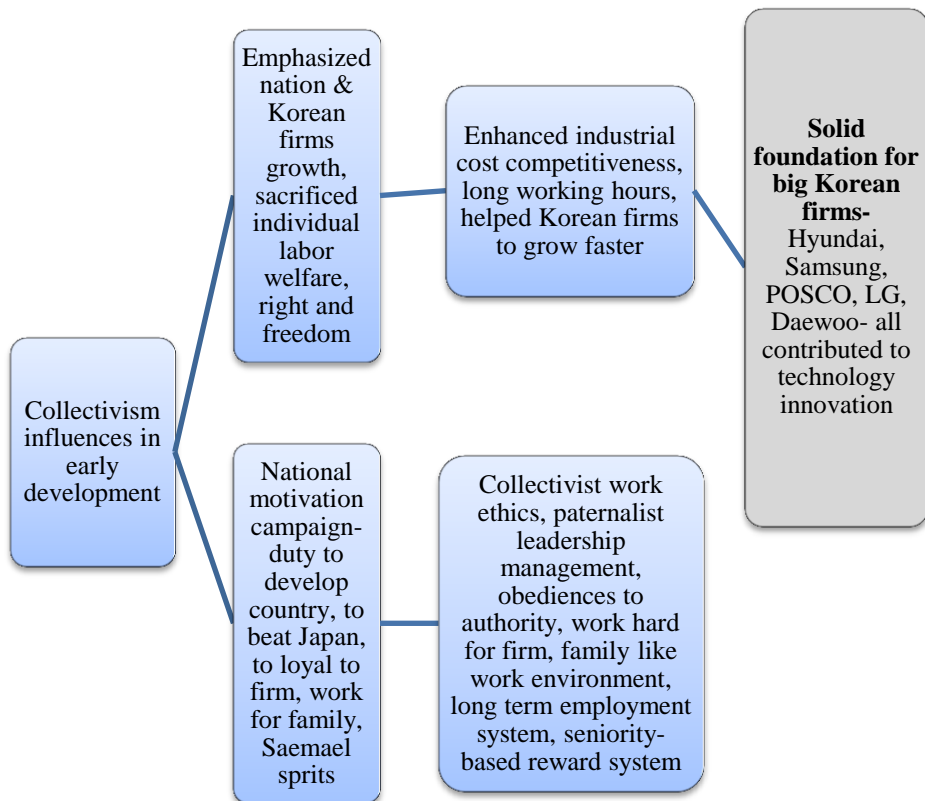 Collectivism
influences in
early
development
Emphasized
nation &
Korean
firms
growth,
sacrificed
individual
labor
welfare,
right and
freedom
Enhanced industrial
cost competitiveness,
long working hours,
helped Korean firms
to grow faster
Solid
foundation for
big Korean
firms-
Hyundai,
Samsung,
POSCO, LG,
Daewoo- all
contributed to
technology
innovation
National
motivation
campaign-
duty to
develop
country, to
beat Japan,
to loyal to
firm, work
for family,
Saemael
sprits
Collectivist work
ethics, paternalist
leadership
management,
obediences to
authority, work hard
for firm, family like
work environment,
long term employment
system, seniority-
based reward system